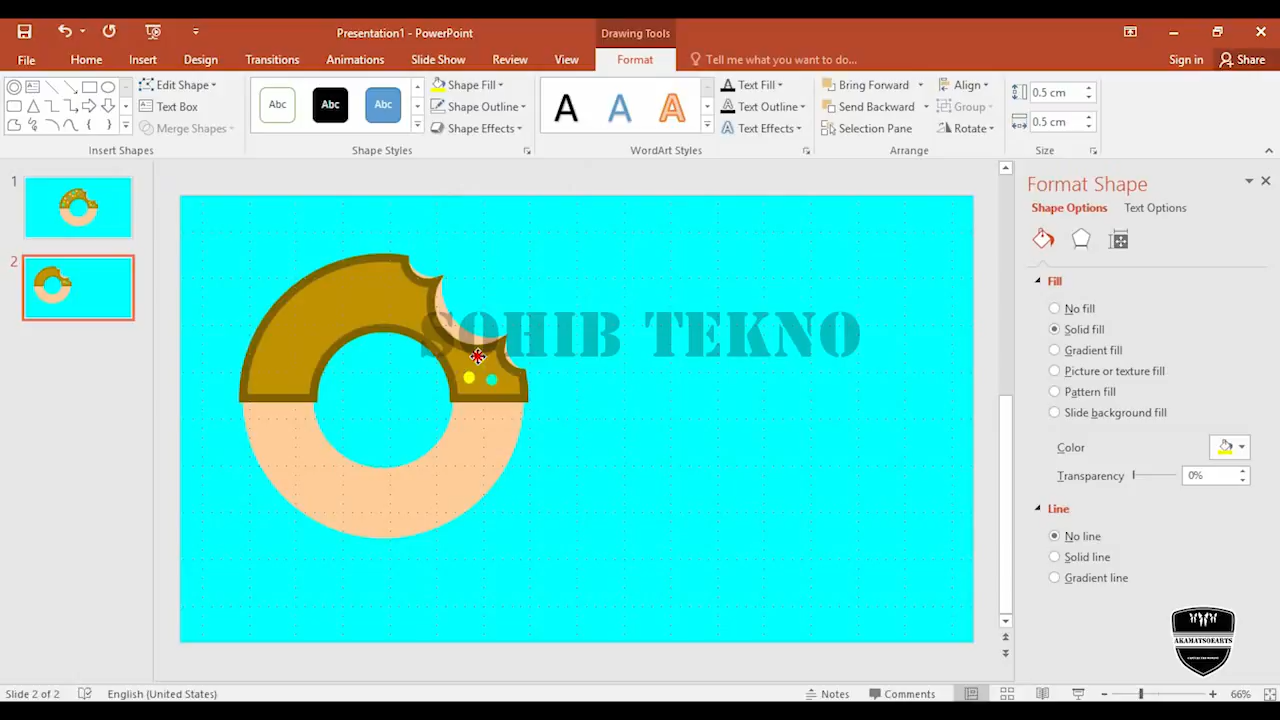 Presentation1 - PowerPoint
Drawing Tools
File
Home
Insert
Design
Transitions
Animations
Slide Show
Review
View
Format
Tell me what you want to do...
Sign in
Share
Edit Shape
Text Box
Merge Shapes
Insert Shapes
Abc
Abc
Abc
Shape Fill
Shape Outline
Shape Effects
Shape Styles
A
A
A
Text Fill
Text Outline
Text Effects
WordArt Styles
Bring Forward
Send Backward
Selection Pane
Align
Group
Rotate
Arrange
0.5 cm
0.5 cm
Size
1
2
SOHIB TEKNO
Format Shape
Shape Options
Text Options
Fill
No fill
Solid fill
Gradient fill
Picture or texture fill
Pattern fill
Slide background fill
Color
Transparency
0%
Line
No line
Solid line
Gradient line
AKAMATSOEARTS
Slide 2 of 2
English (United States)
Notes
Comments
66%